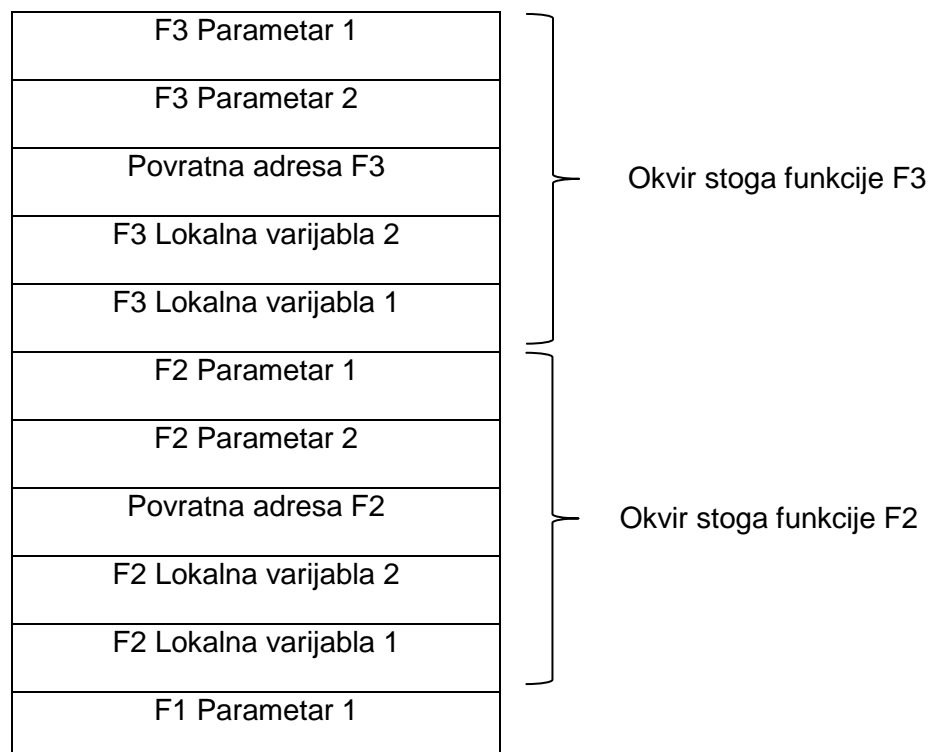 F3 Parametar 1
F3 Parametar 2
Povratna adresa F3
F3 Lokalna varijabla 2
F3 Lokalna varijabla 1
Okvir stoga funkcije F3
F2 Parametar 1
F2 Parametar 2
Povratna adresa F2
F2 Lokalna varijabla 2
F2 Lokalna varijabla 1
Okvir stoga funkcije F2
F1 Parametar 1